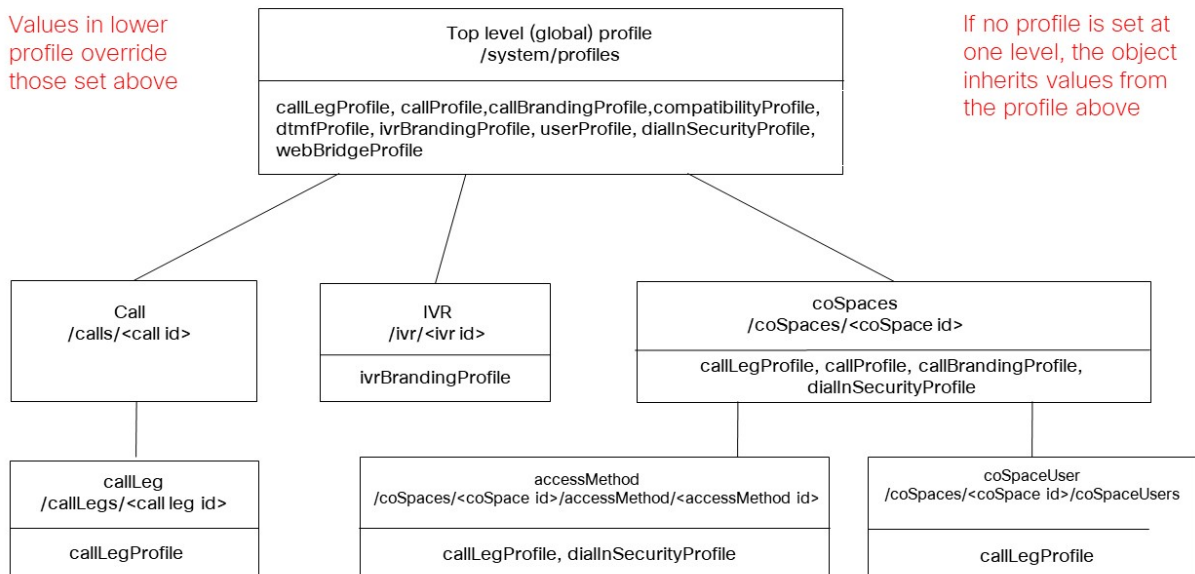 Values in lower
profile override
those set above
Top level (global) profile
/system/profiles
callLegProfile, callProfile,callBrandingProfile,compatibilityProfile,
dtmfProfile, ivrBrandingProfile, userProfile, dialInSecurityProfile,
webBridgeProfile
If no profile is set at
one level, the object
inherits values from
the profile above
Call
/calls/<call id>
IVR
/ivr/<ivr id>
ivrBrandingProfile
coSpaces
/coSpaces/<coSpace id>
callLegProfile, callProfile, callBrandingProfile,
dialInSecurityProfile
callLeg
/callLegs/<call leg id>
callLegProfile
accessMethod
/coSpaces/<coSpace id>/accessMethod/<accessMethod id>
callLegProfile, dialInSecurityProfile
coSpaceUser
/coSpaces/<coSpace id>/coSpaceUsers
callLegProfile